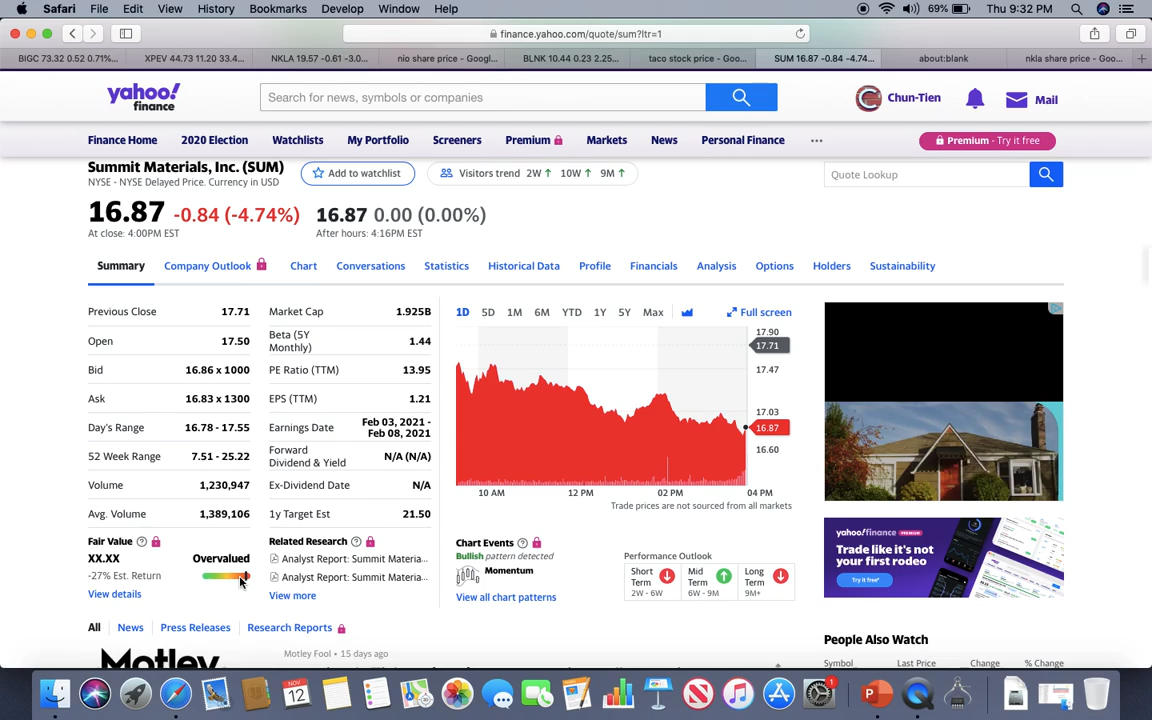 Safari File Edit View History Bookmarks Develop Window Help 69% Thu 9:32 PM
finance.yahoo.com/quote/sum?ltr=1
BIGC 73.32 0.52 0.71%... XPEV 44.73 11.20 33.4... NKLA 19.57 -0.61 -3.0... nio share price - Googl... BLNK 10.44 0.23 2.25... taco stock price - Goo... SUM 16.87 -0.84 -4.74... about:blank nkla share price - Goo...
yahoo!
finance
Search for news, symbols or companies
Chun-Tien
Mail
Finance Home 2020 Election Watchlists My Portfolio Screeners Premium Markets News Personal Finance ... Premium - Try it free
Summit Materials, Inc. (SUM)
NYSE - NYSE Delayed Price. Currency in USD
Add to watchlist
Visitors trend 2W↑ 10W↑ 9M↑
Quote Lookup
16.87 -0.84 (-4.74%)
At close: 4:00PM EST
16.87 0.00 (0.00%)
After hours: 4:16PM EST
Summary Company Outlook Chart Conversations Statistics Historical Data Profile Financials Analysis Options Holders Sustainability
Previous Close 17.71
Open 17.50
Bid 16.86 x 1000
Ask 16.83 x 1300
Day's Range 16.78 - 17.55
52 Week Range 7.51 - 25.22
Volume 1,230,947
Avg. Volume 1,389,106
Market Cap 1.925B
Beta (5Y
Monthly) 1.44
PE Ratio (TTM) 13.95
EPS (TTM) 1.21
Earnings Date Feb 03, 2021 -
Feb 08, 2021
Forward
Dividend & Yield N/A (N/A)
Ex-Dividend Date N/A
1y Target Est 21.50
Fair Value
XX.XX Overvalued
-27% Est. Return
View details
Related Research
Analyst Report: Summit Materia...
Analyst Report: Summit Materia...
View more
1D 5D 1M 6M YTD 1Y 5Y Max Full screen
17.90
17.71
17.47
17.03
16.87
16.60
10 AM 12 PM 02 PM 04 PM
Trade prices are not sourced from all markets
Chart Events
Bullish pattern detected
Momentum
View all chart patterns
Performance Outlook
Short
Term
2W - 6W
Mid
Term
6W - 9M
Long
Term
9M+
yahoo!finance PREMIUM
Trade like it's not
your first rodeo
Try it free*
All News Press Releases Research Reports
Motley Fool • 15 days ago
Motley
People Also Watch
Symbol Last Price Change % Change
NOV
12
1